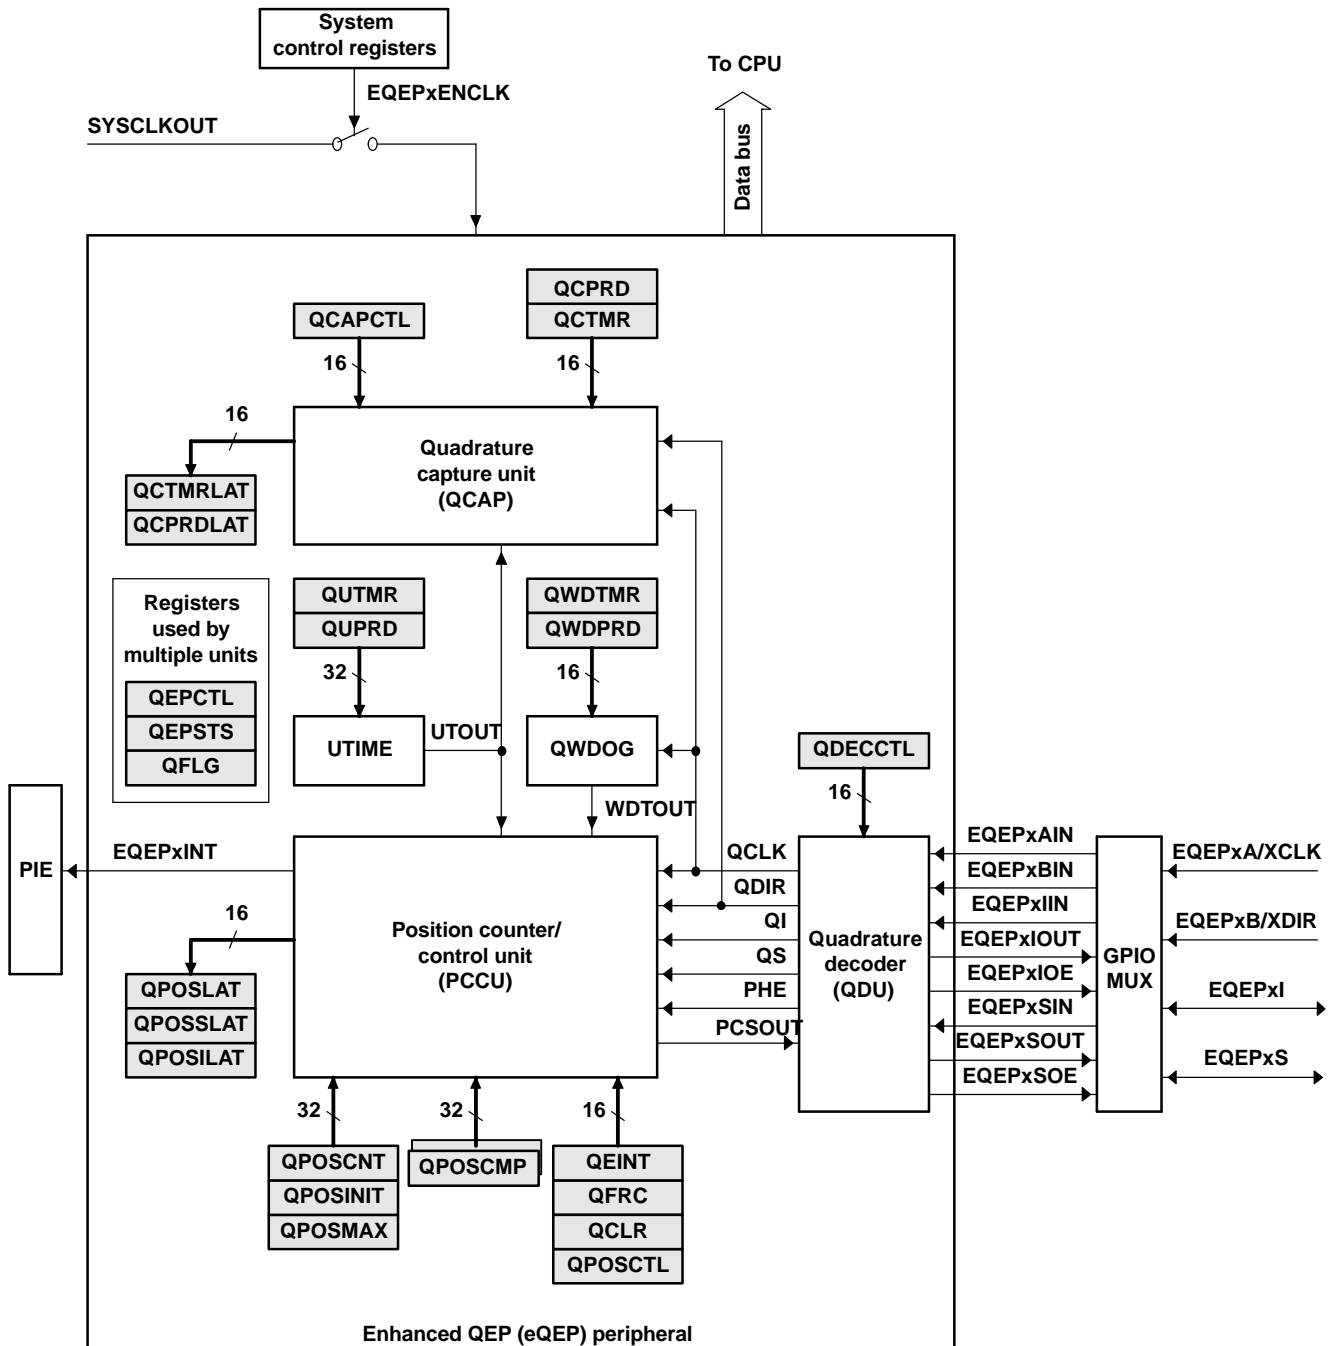 System
control registers
To CPU
EQEPxENCLK
SYSCLKOUT
Data bus
QCPRD
QCAPCTL
QCTMR
16
16
16
Quadrature
capture unit
(QCAP)
QCTMRLAT
QCPRDLAT
Registers
used by
multiple units
QEPCTL
QEPSTS
QFLG
QUTMR
QUPRD
QWDTMR
QWDPRD
32
16
UTIME
UTOUT
QWDOG
QDECCTL
WDTOUT
16
PIE
EQEPxINT
QCLK
QDIR
QI
QS
PHE
PCSOUT
16
Position counter/
control unit
(PCCU)
Quadrature
decoder
(QDU)
EQEPxAIN
EQEPxBIN
EQEPxIIN
EQEPxIOUT
EQEPxIOE
EQEPxSIN
EQEPxSOUT
EQEPxSOE
GPIO
MUX
EQEPxA/XCLK
EQEPxB/XDIR
EQEPxI
EQEPxS
QPOSLAT
QPOSSLAT
QPOSILAT
32
32
16
QPOSCNT
QPOSINIT
QPOSMAX
QPOSCMP
QEINT
QFRC
QCLR
QPOSCTL
Enhanced QEP (eQEP) peripheral